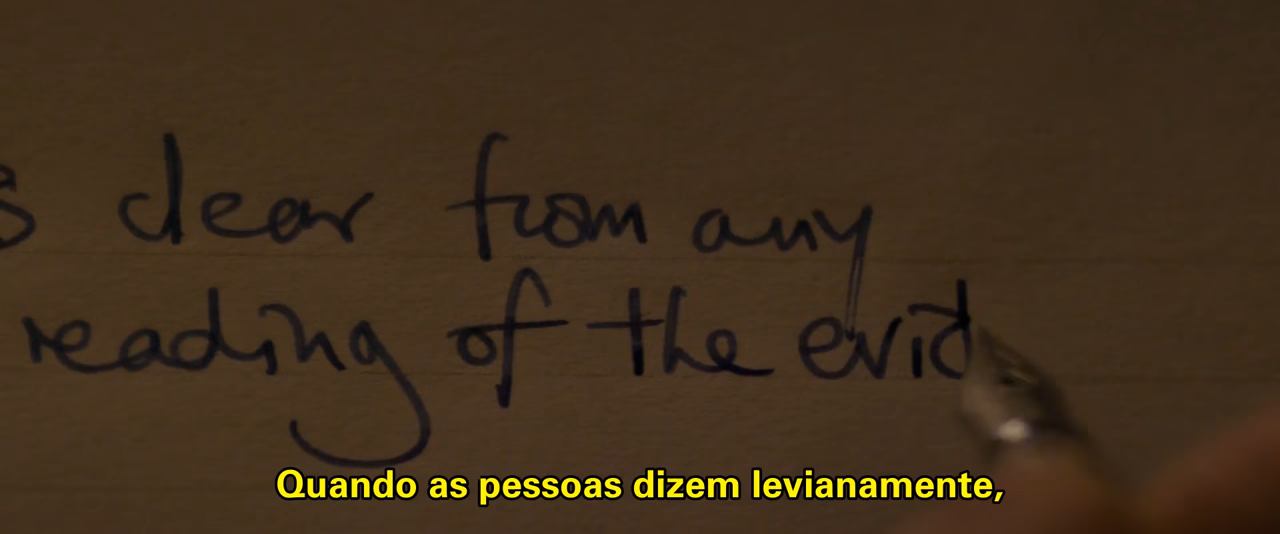 s clear from any
reading of the evid
Quando as pessoas dizem levianamente,